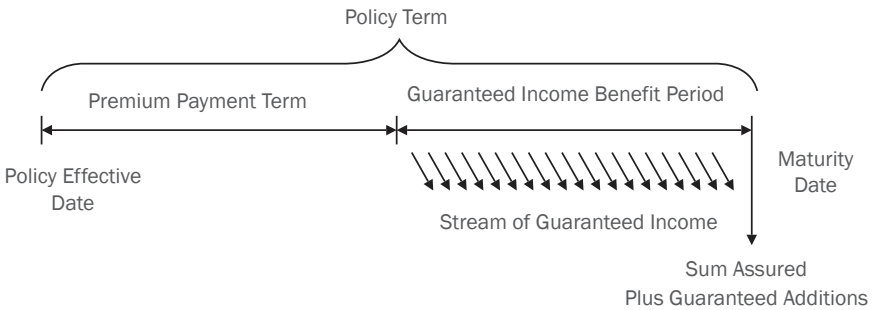 Policy Term
Premium Payment Term
Guaranteed Income Benefit Period
Policy Effective
Date
Maturity
Date
Stream of Guaranteed Income
Sum Assured
Plus Guaranteed Additions